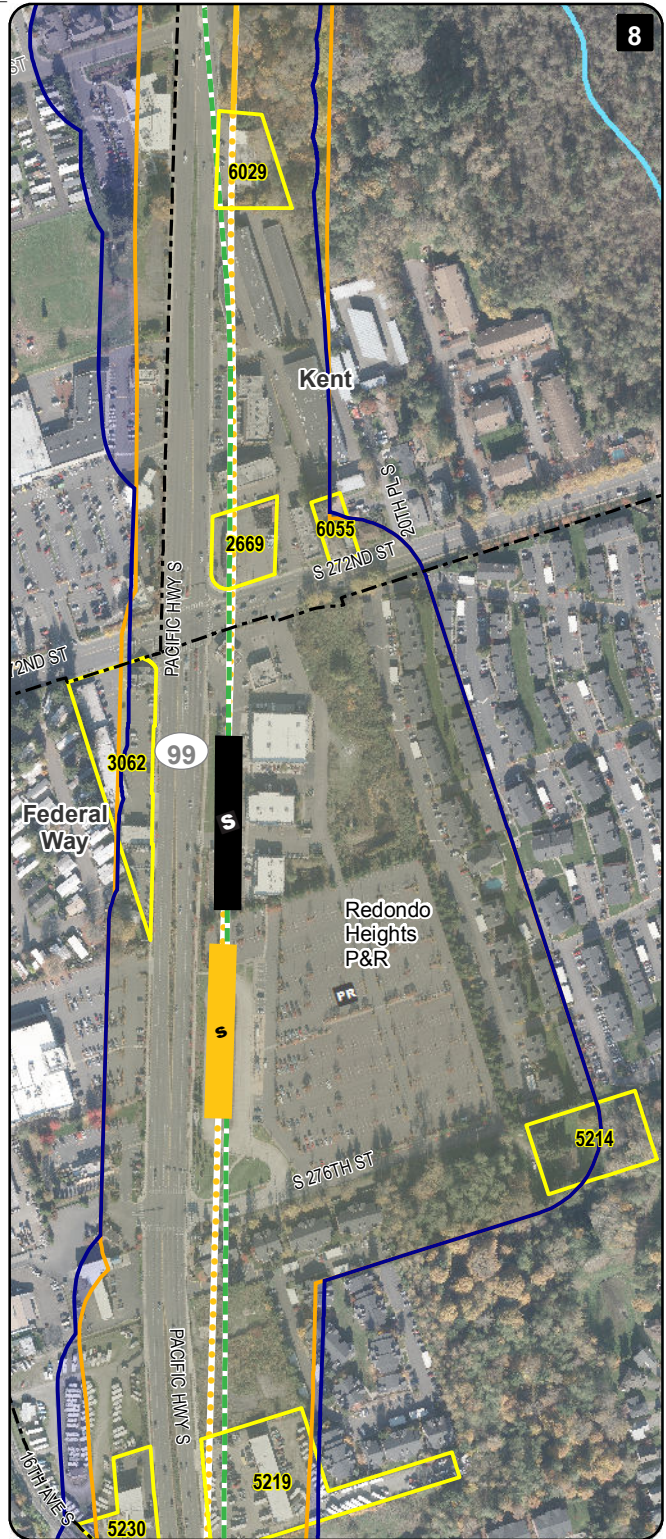 8
ST
6029
Kent
20TH PL S
2669
6055
S 272ND ST
PACIFIC HWY S
2ND ST
99
3062
S
Federal
Way
Redondo
Heights
P&R
PR
S
5214
S 276TH ST
PACIFIC HWY S
5219
16TH AVE S
5230